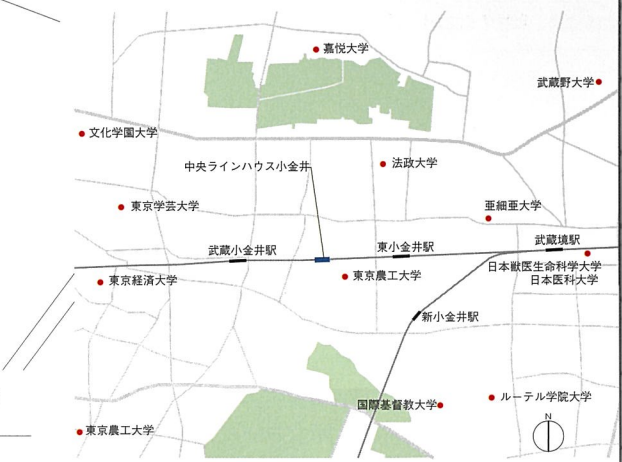 嘉悦大学
武蔵野大学
文化学園大学
中央ラインハウス小金井
法政大学
東京学芸大学
亜細亜大学
武蔵小金井駅
東小金井駅
武蔵境駅
東京経済大学
東京農工大学
日本獣医生命科学大学
日本医科大学
新小金井駅
国際基督教大学
ルーテル学院大学
東京農工大学
N